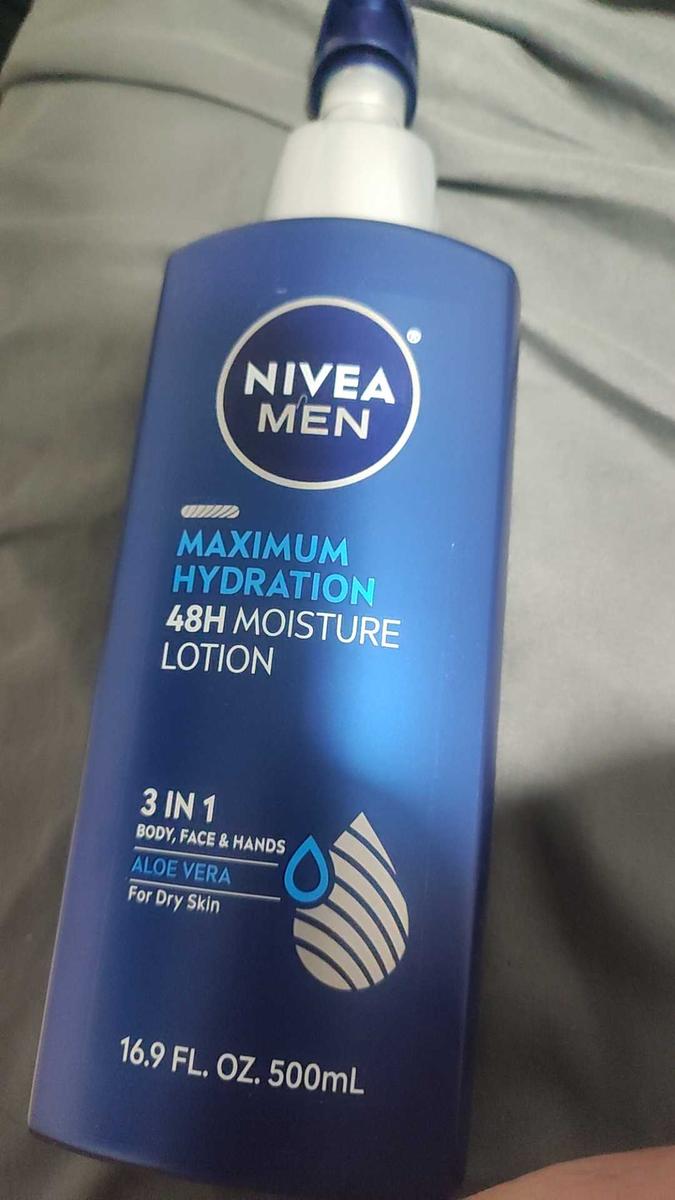 NIVEA
MEN
®
MAXIMUM
HYDRATION
48H MOISTURE
LOTION
3 IN 1
BODY, FACE & HANDS
ALOE VERA
For Dry Skin
16.9 FL. OZ. 500mL